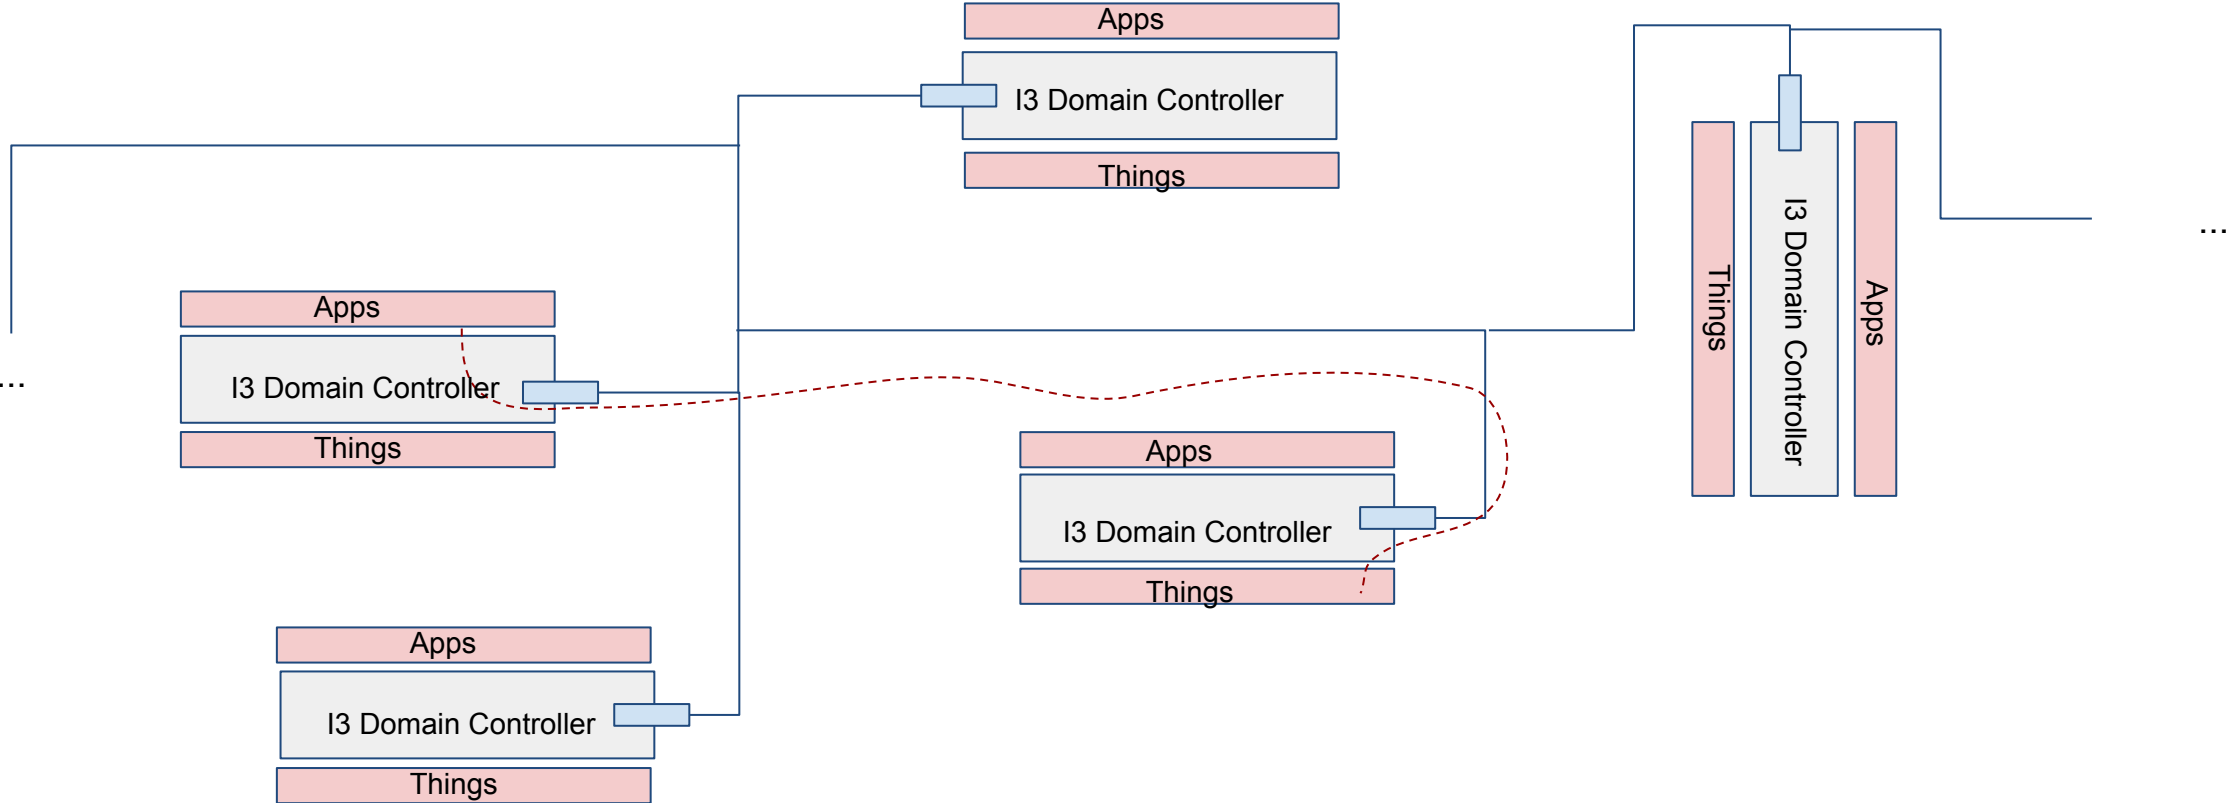 Apps
I3 Domain Controller
Things
Things
I3 Domain Controller
Apps
...
Apps
I3 Domain Controller
Things
...
Apps
I3 Domain Controller
Things
Apps
I3 Domain Controller
Things